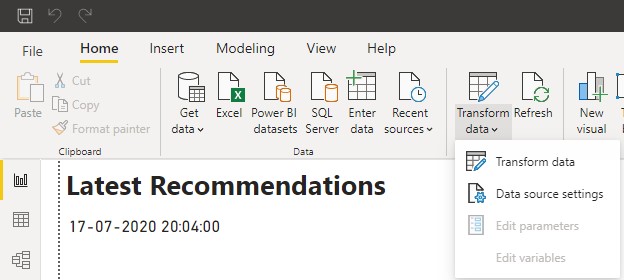 File Home Insert Modeling View Help
Paste
Cut
Copy
Format painter
Clipboard
Get data
Excel
Power BI datasets
SQL Server
Enter data
Recent sources
Data
Transform data
Refresh
New visual
Transform data
Data source settings
Edit parameters
Edit variables
Latest Recommendations
17-07-2020 20:04:00